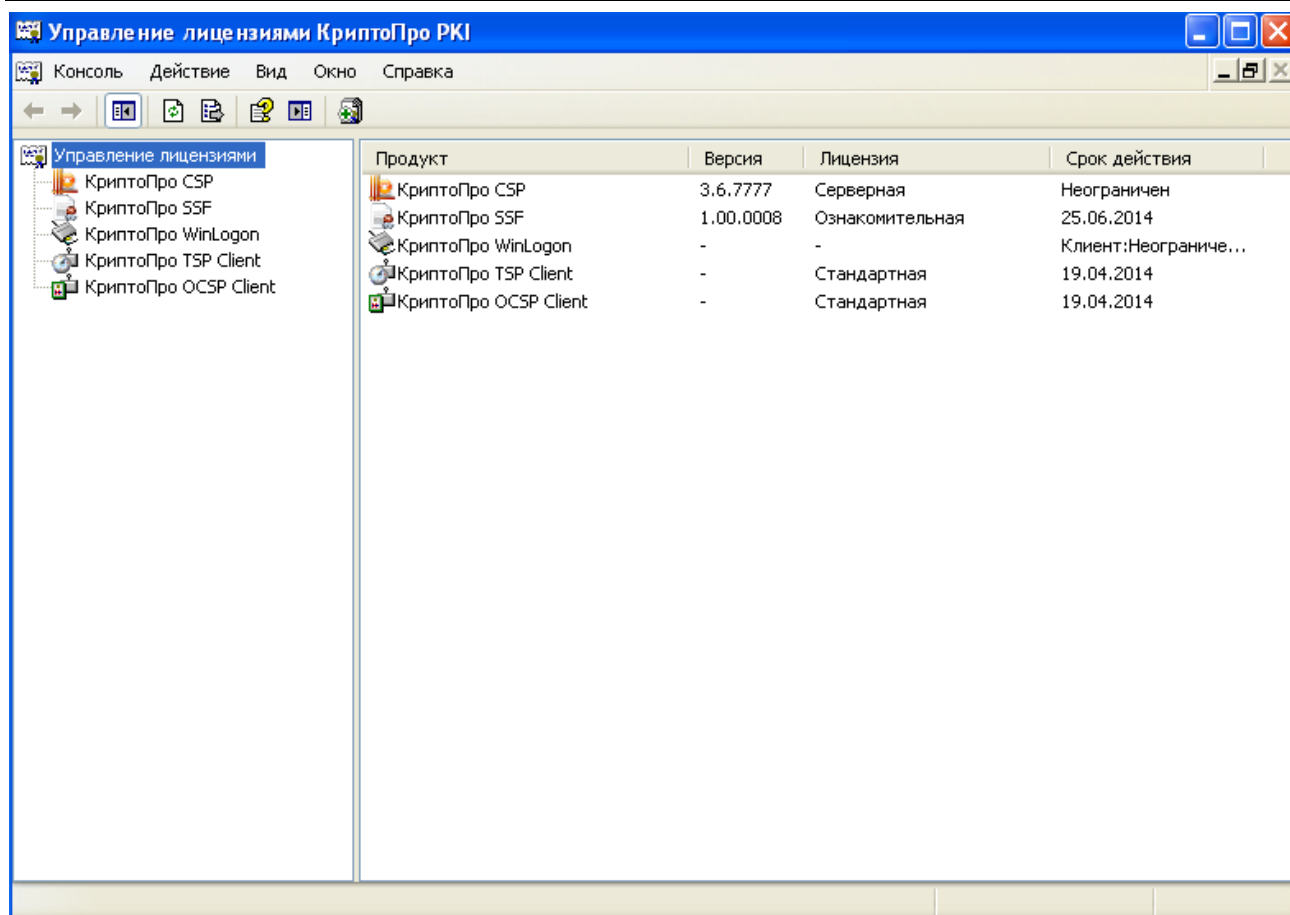 Управление лицензиями КриптоПро PKI
Консоль Действие Вид Окно Справка
Управление лицензиями
КриптоПро CSP
КриптоПро SSF
КриптоПро WinLogon
КриптоПро TSP Client
КриптоПро OCSP Client
Продукт Версия Лицензия Срок действия
КриптоПро CSP 3.6.7777 Серверная Неограничен
КриптоПро SSF 1.00.0008 Ознакомительная 25.06.2014
КриптоПро WinLogon - - Клиент:Неограниче...
КриптоПро TSP Client - Стандартная 19.04.2014
КриптоПро OCSP Client - Стандартная 19.04.2014